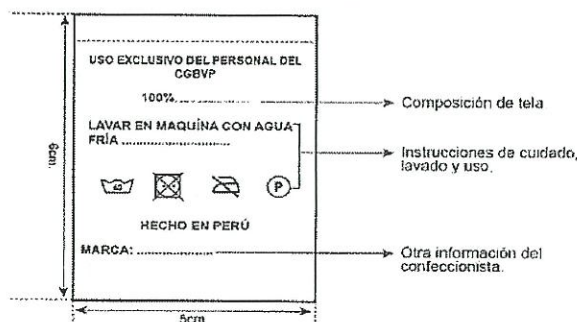 USO EXCLUSIVO DEL PERSONAL DEL
CGBVP
100%.....................
Composición de tela
LAVAR EN MAQUÍNA CON AGUA
FRÍA ........................
Instrucciones de cuidado,
lavado y uso.
40
P
HECHO EN PERÚ
MARCA: ..................
Otra información del
confeccionista.
6cm.
5cm